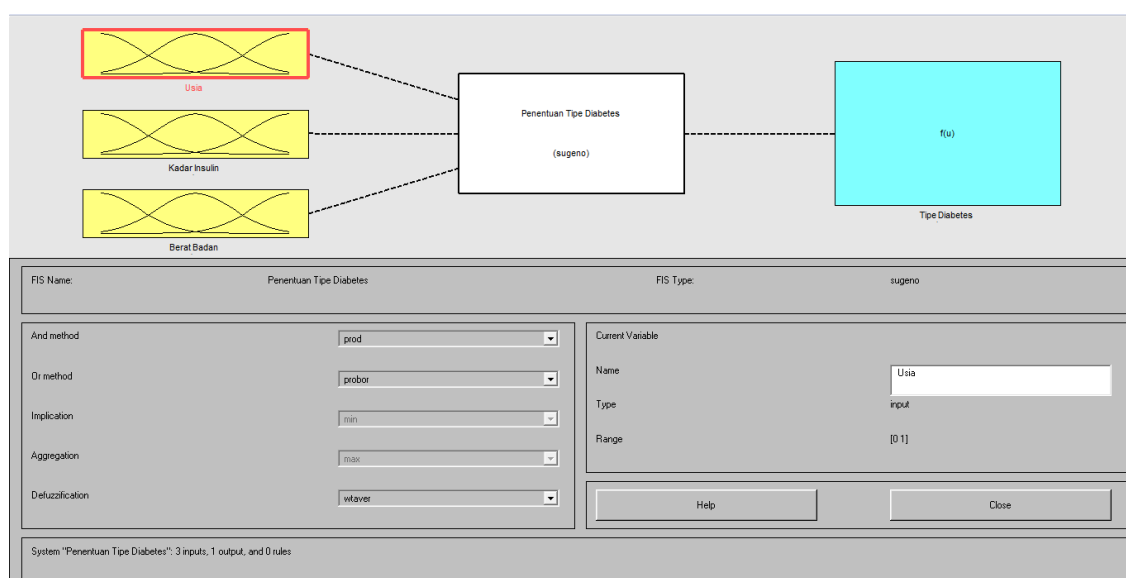 Usia
Kadar Insulin
Berat Badan
Penentuan Tipe Diabetes
(sugeno)
f(u)
Tipe Diabetes
FIS Name: Penentuan Tipe Diabetes FIS Type: sugeno
And method prod
Or method probor
Implication min
Aggregation max
Defuzzification wtaver
Current Variable
Name Usia
Type input
Range [0 1]
Help Close
System "Penentuan Tipe Diabetes": 3 inputs, 1 output, and 0 rules